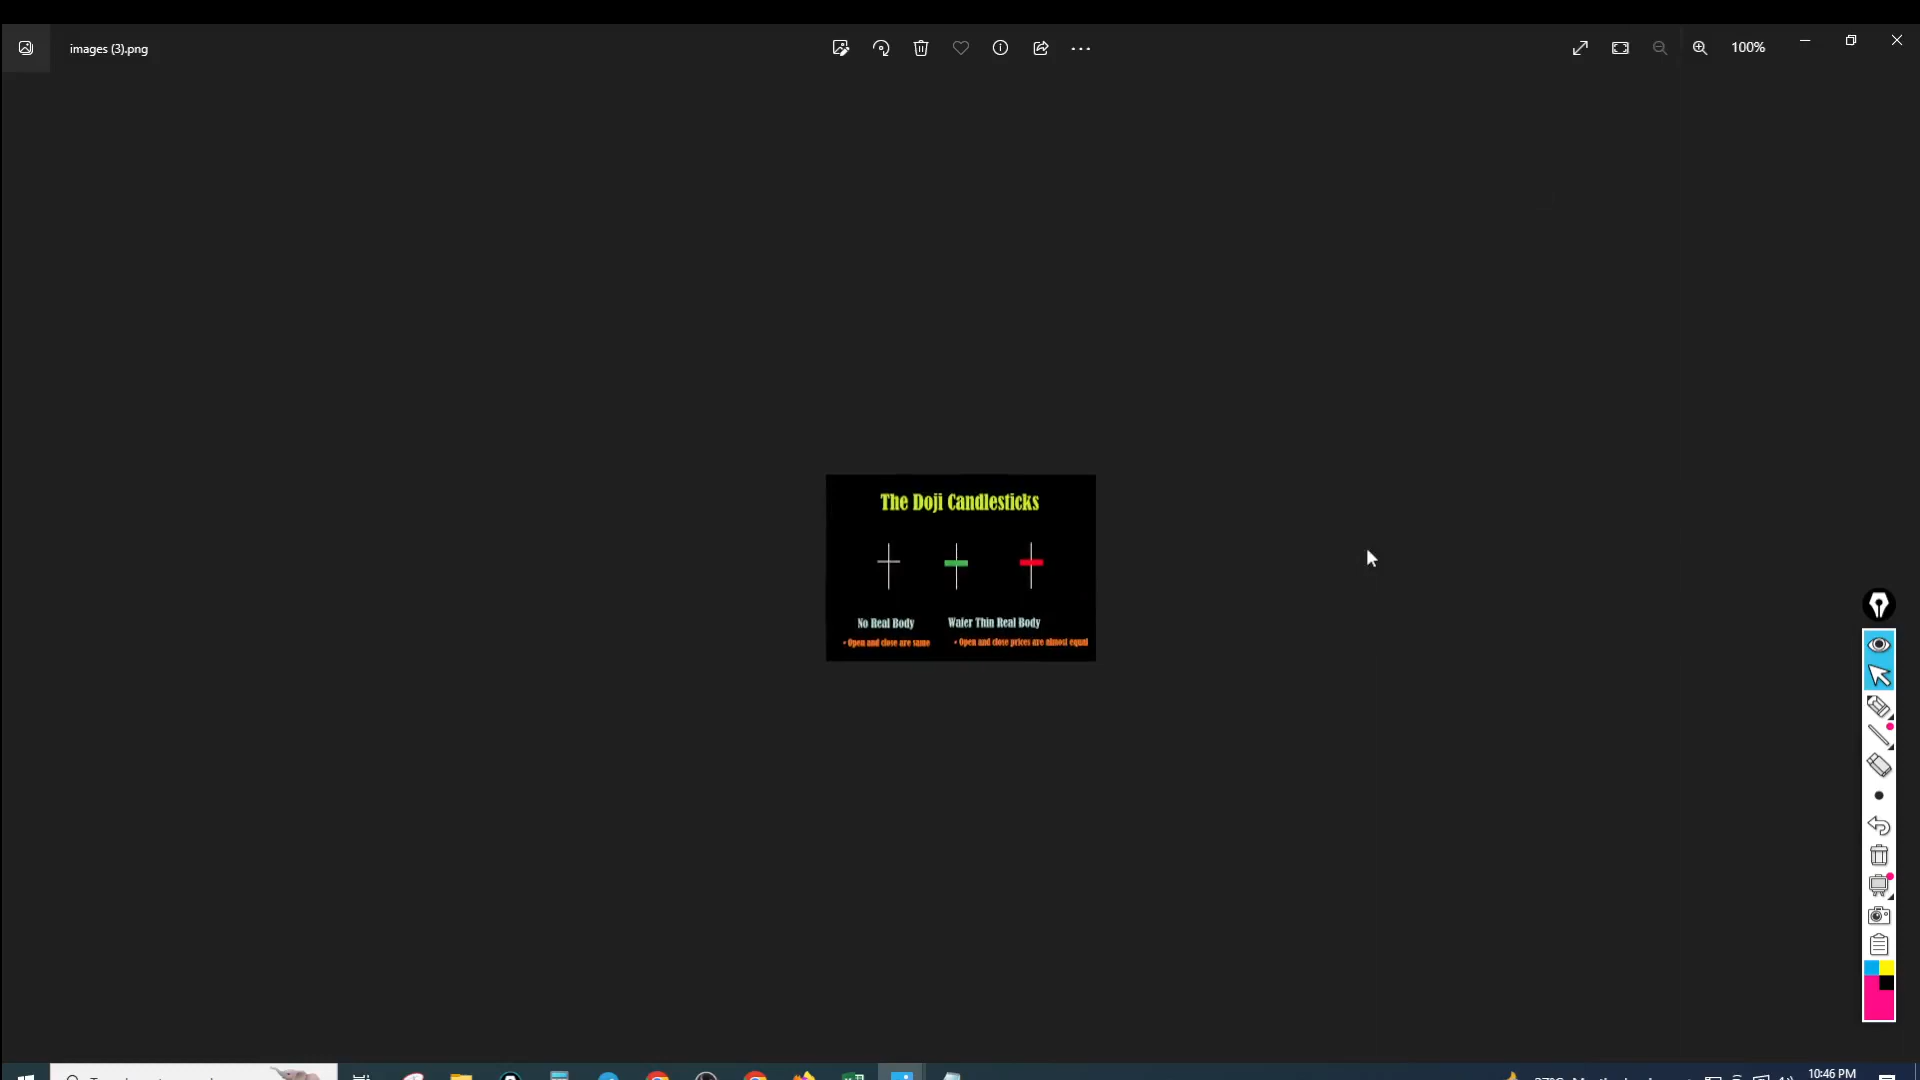 images (3).png
100%
The Doji Candlesticks
No Real Body
Wafer Thin Real Body
• Open and close are same
• Open and close prices are almost equal
10:46 PM